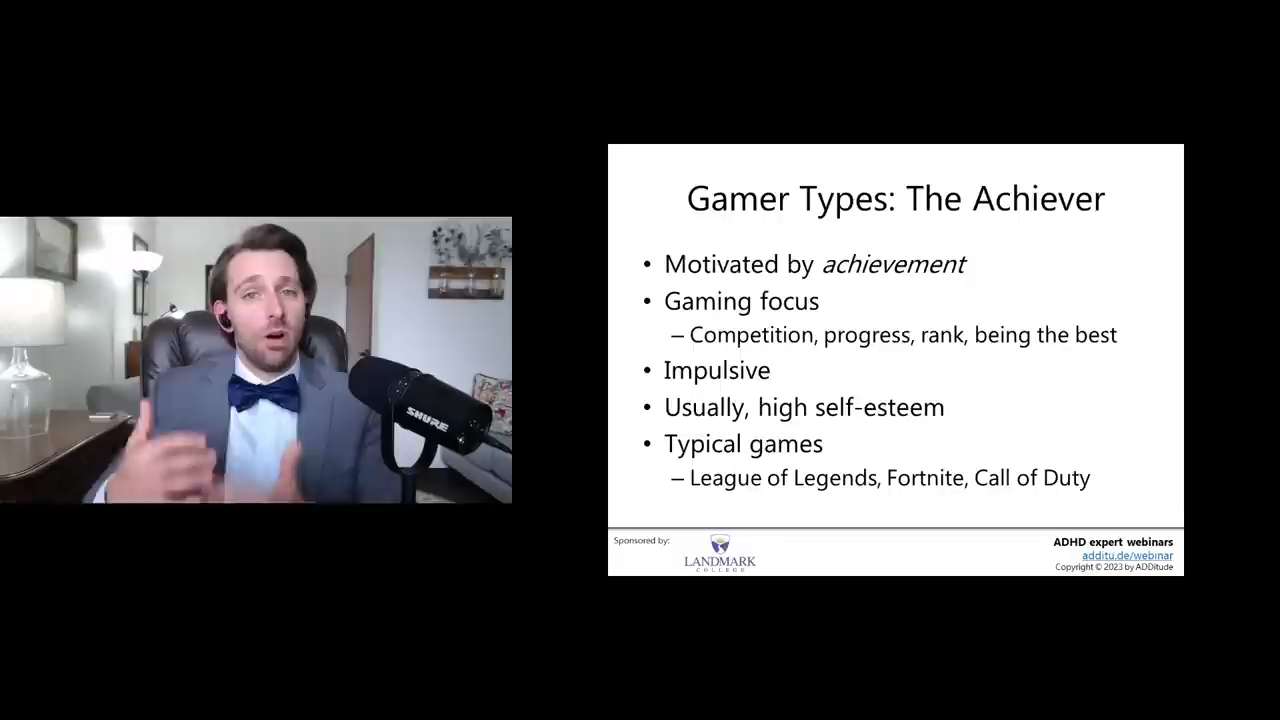 SHURE
Gamer Types: The Achiever
• Motivated by achievement
• Gaming focus
– Competition, progress, rank, being the best
• Impulsive
• Usually, high self-esteem
• Typical games
– League of Legends, Fortnite, Call of Duty
Sponsored by:
LANDMARK
COLLEGE
ADHD expert webinars
additu.de/webinar
Copyright © 2023 by ADDitude